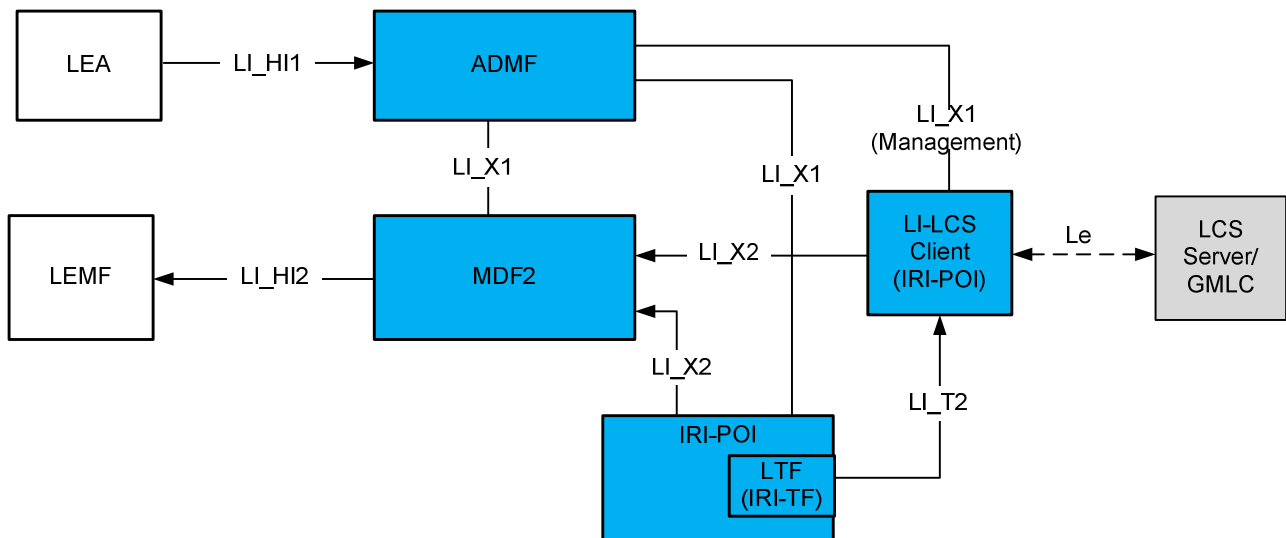 LEA
LI_HI1
ADMF
LI_X1
(Management)
LI_X1
LI_X1
LEMF
LI_HI2
MDF2
LI_X2
LI-LCS
Client
(IRI-POI)
Le
LCS
Server/
GMLC
LI_X2
LI_T2
IRI-POI
LTF
(IRI-TF)